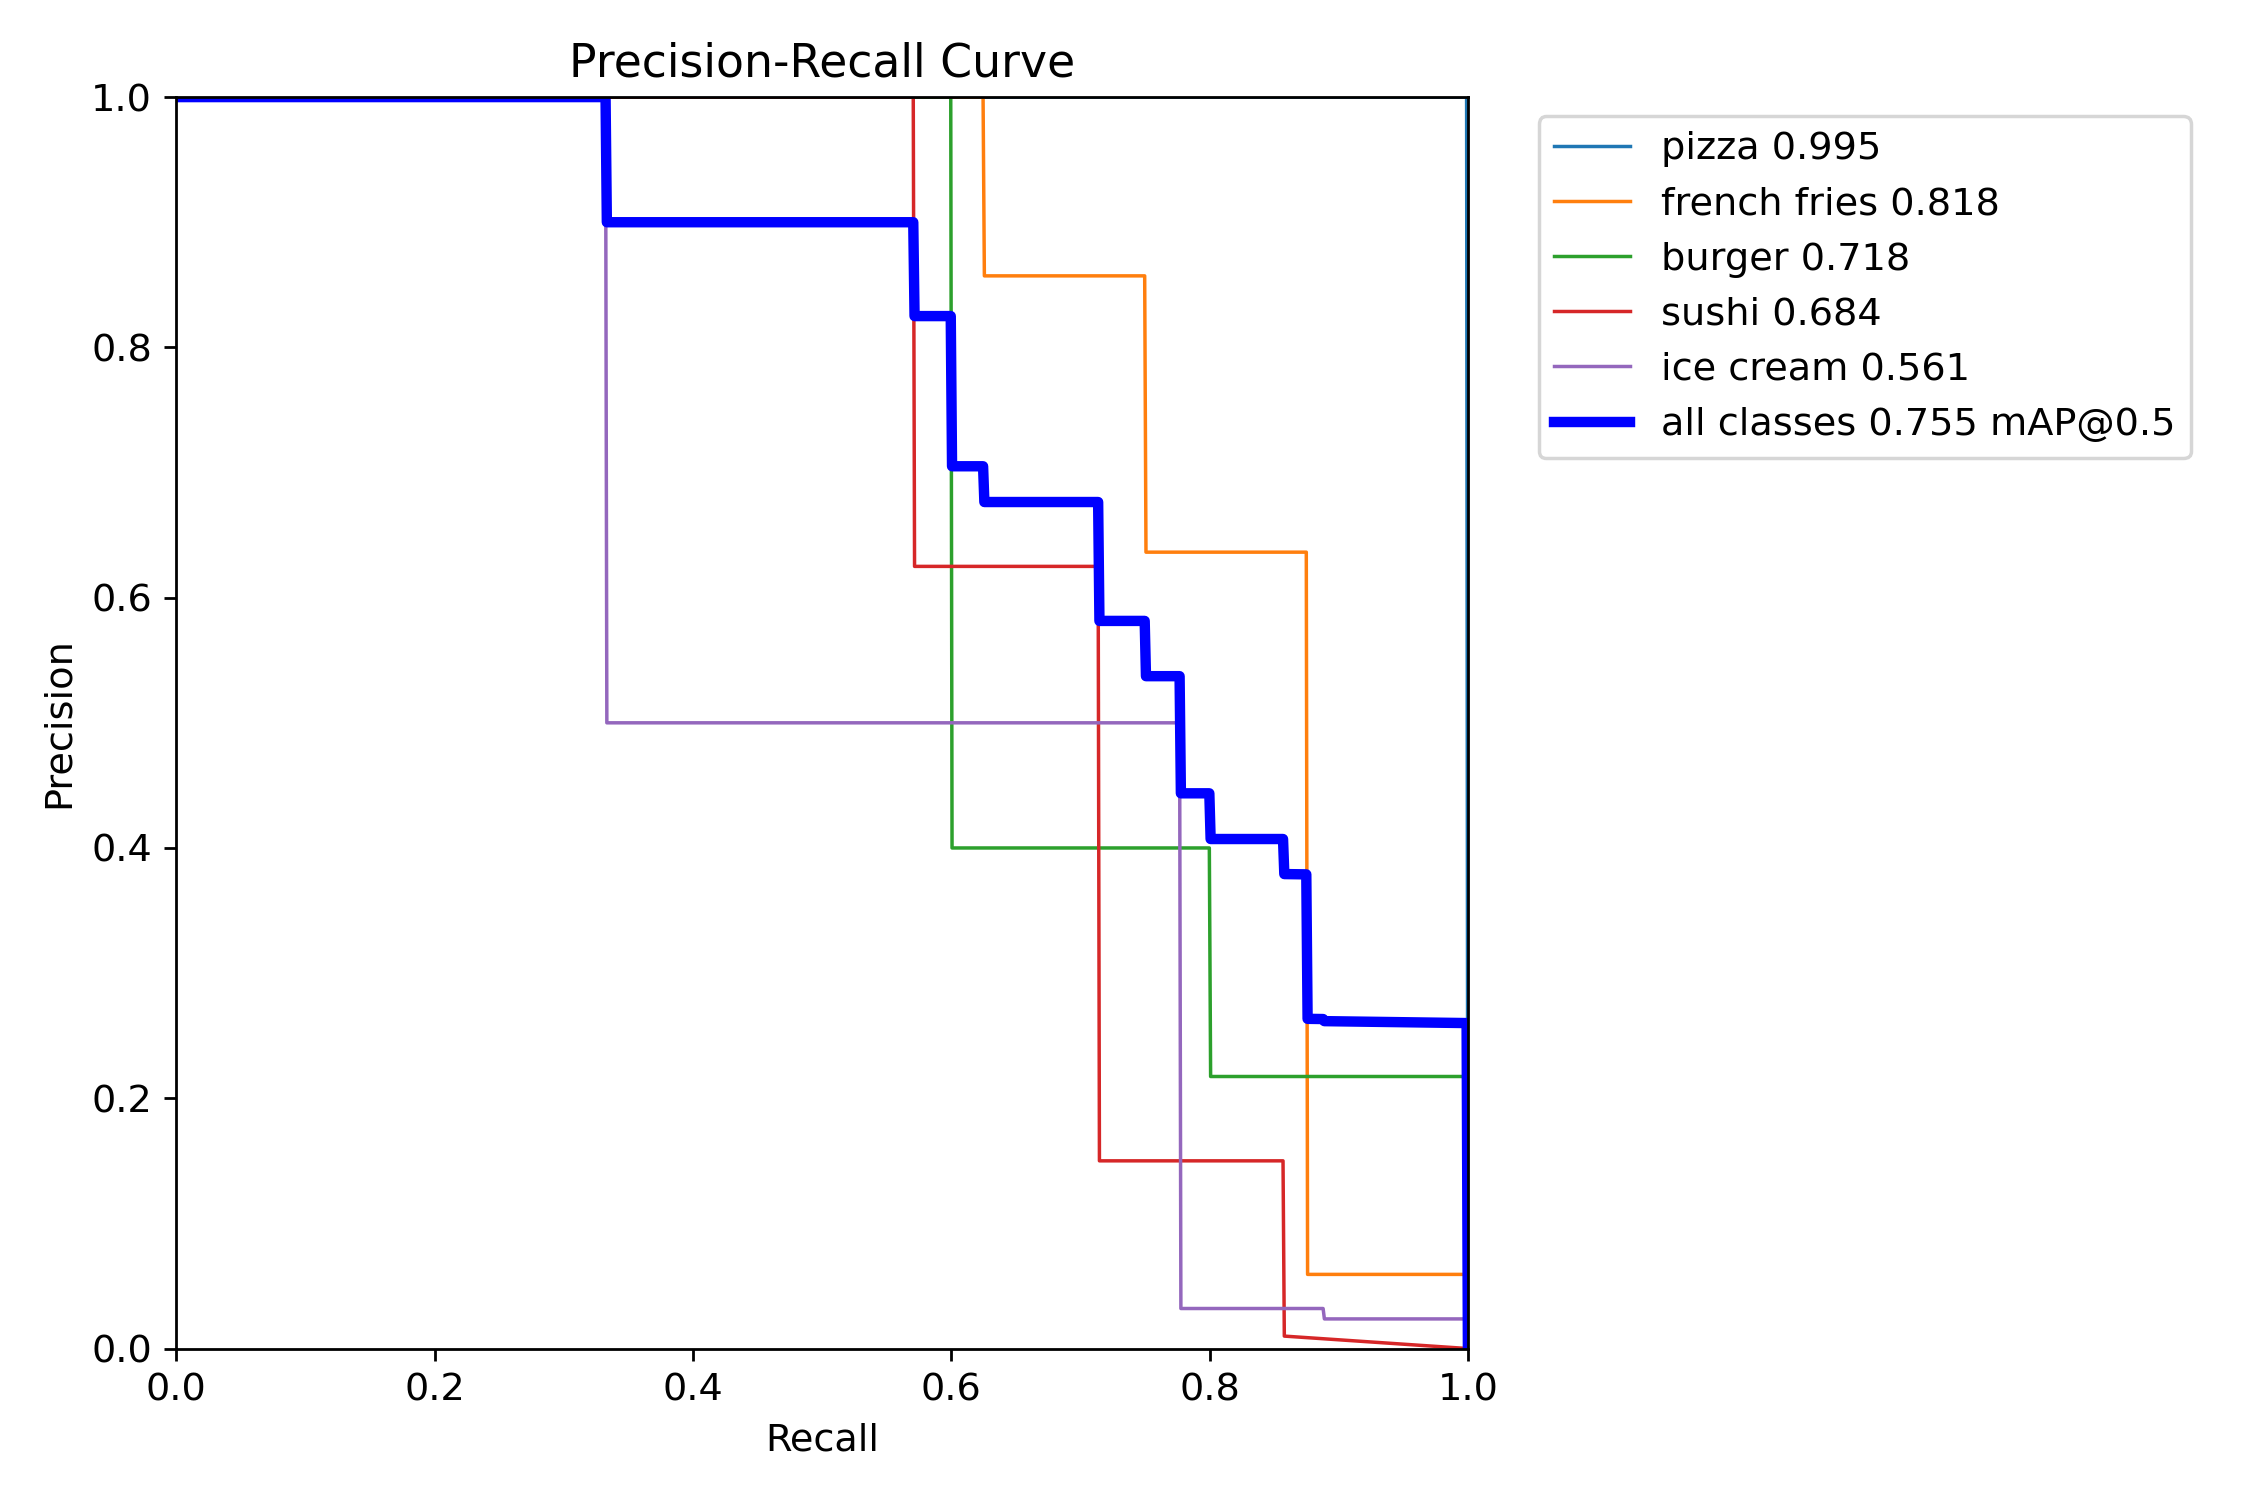 Precision-Recall Curve
1.0
0.8
0.6
0.4
0.2
0.0
Precision
0.0 0.2 0.4 0.6 0.8 1.0
Recall
pizza 0.995
french fries 0.818
burger 0.718
sushi 0.684
ice cream 0.561
all classes 0.755 mAP@0.5